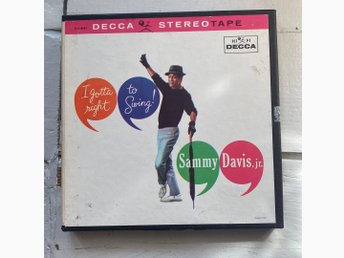 DECCA STEREOTAPE
DECCA
I gotta
right
to
Swing!
Sammy Davis, jr.